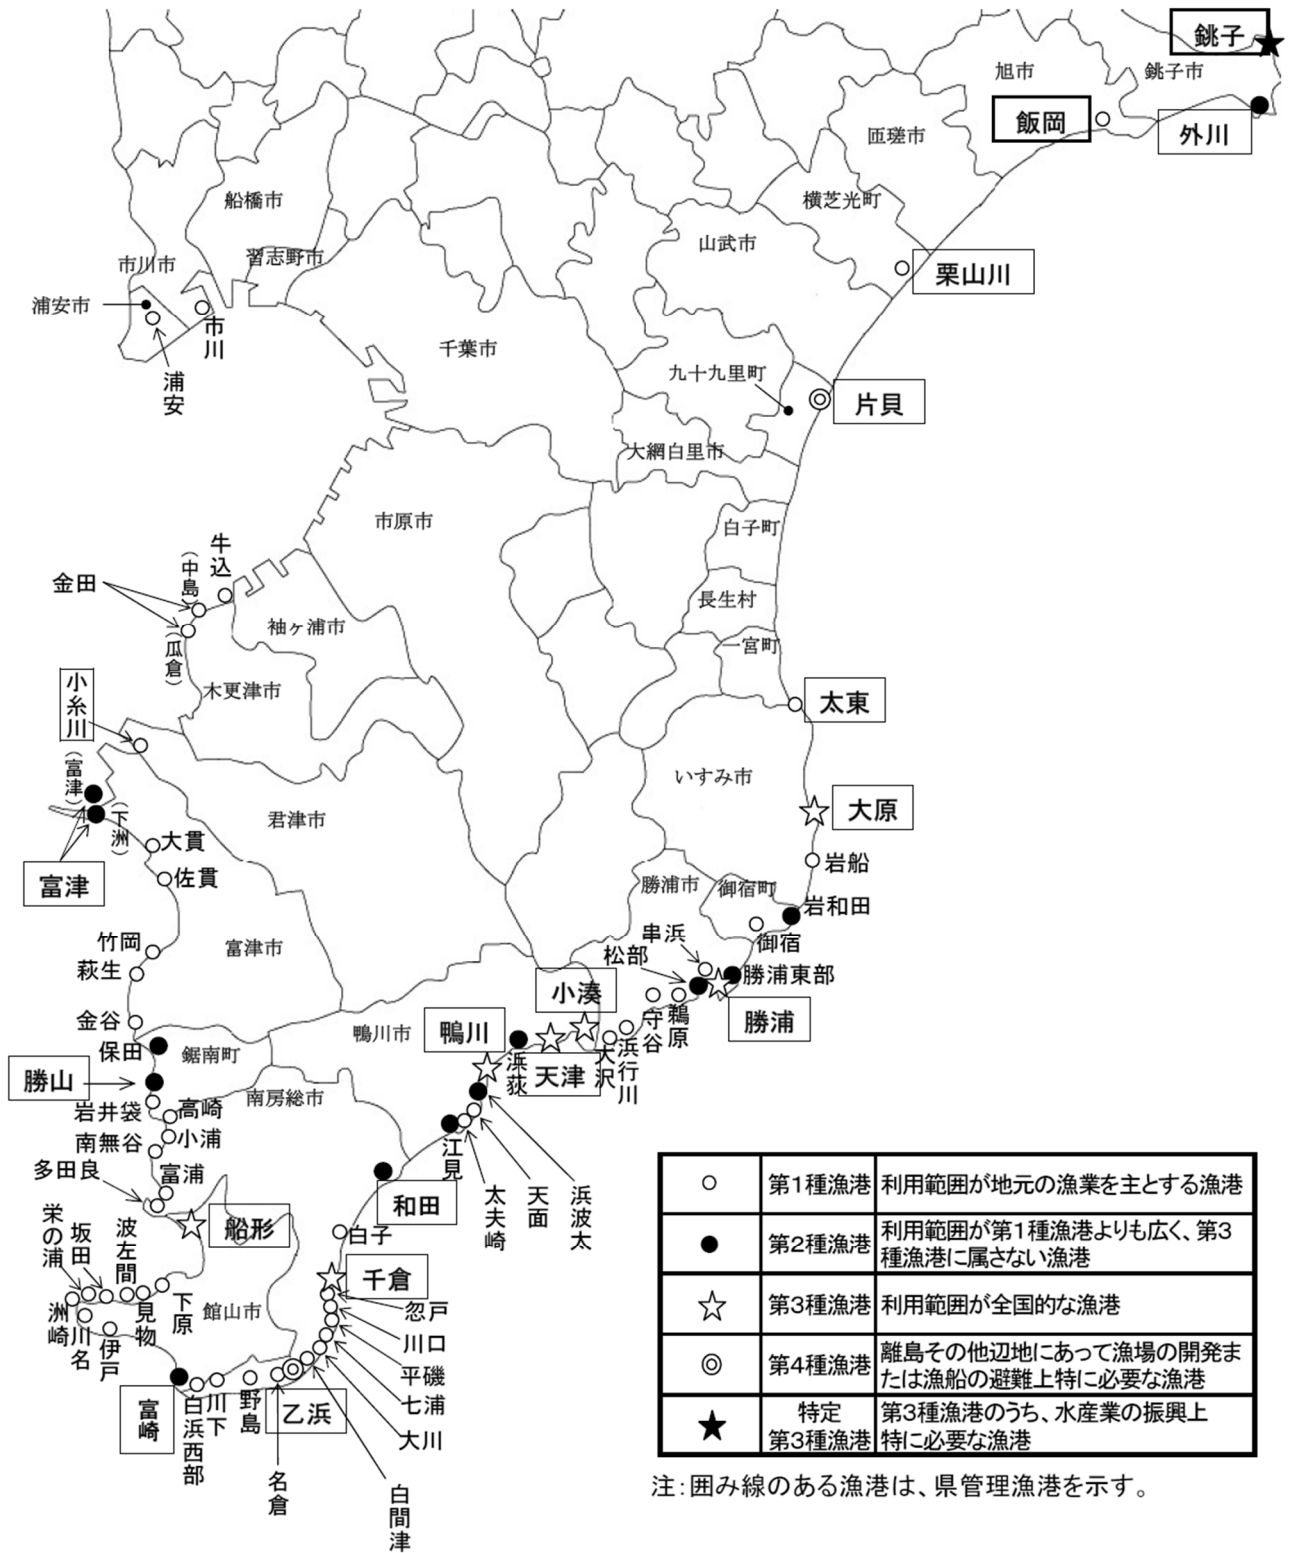 銚子
旭市
銚子市
飯岡
外川
匝瑳市
船橋市
横芝光町
山武市
市川市
習志野市
栗山川
浦安市
市川
千葉市
浦安
九十九里町
片貝
大網白里市
市原市
白子町
牛込
(中島)
金田
長生村
袖ヶ浦市
(瓜倉)
一宮町
小糸川
木更津市
太東
(富津)
いすみ市
(下洲)
君津市
大原
大貫
岩船
富津
佐貫
勝浦市
御宿町
岩和田
竹岡
富津市
串浜
御宿
松部
萩生
勝浦東部
小湊
金谷
鴨川市
鴨川
守谷
鵜原
勝浦
保田
鋸南町
浜荻
天津
大沢
浜行川
勝山
南房総市
岩井袋
高崎
南無谷
小浦
江見
多田良
富浦
太夫崎
天面
浜波太
和田
栄の浦
坂田
波左間
船形
白子
千倉
洲崎
川名
伊戸
見物
下原
館山市
忽戸
川口
平磯
七浦
富崎
白浜西部
川下
野島
乙浜
大川
名倉
白間津
第1種漁港 利用範囲が地元の漁業を主とする漁港
第2種漁港 利用範囲が第1種漁港よりも広く、第3
種漁港に属さない漁港
第3種漁港 利用範囲が全国的な漁港
第4種漁港 離島その他辺地にあって漁場の開発ま
たは漁船の避難上特に必要な漁港
特定
第3種漁港 第3種漁港のうち、水産業の振興上
特に必要な漁港
注:囲み線のある漁港は、県管理漁港を示す。